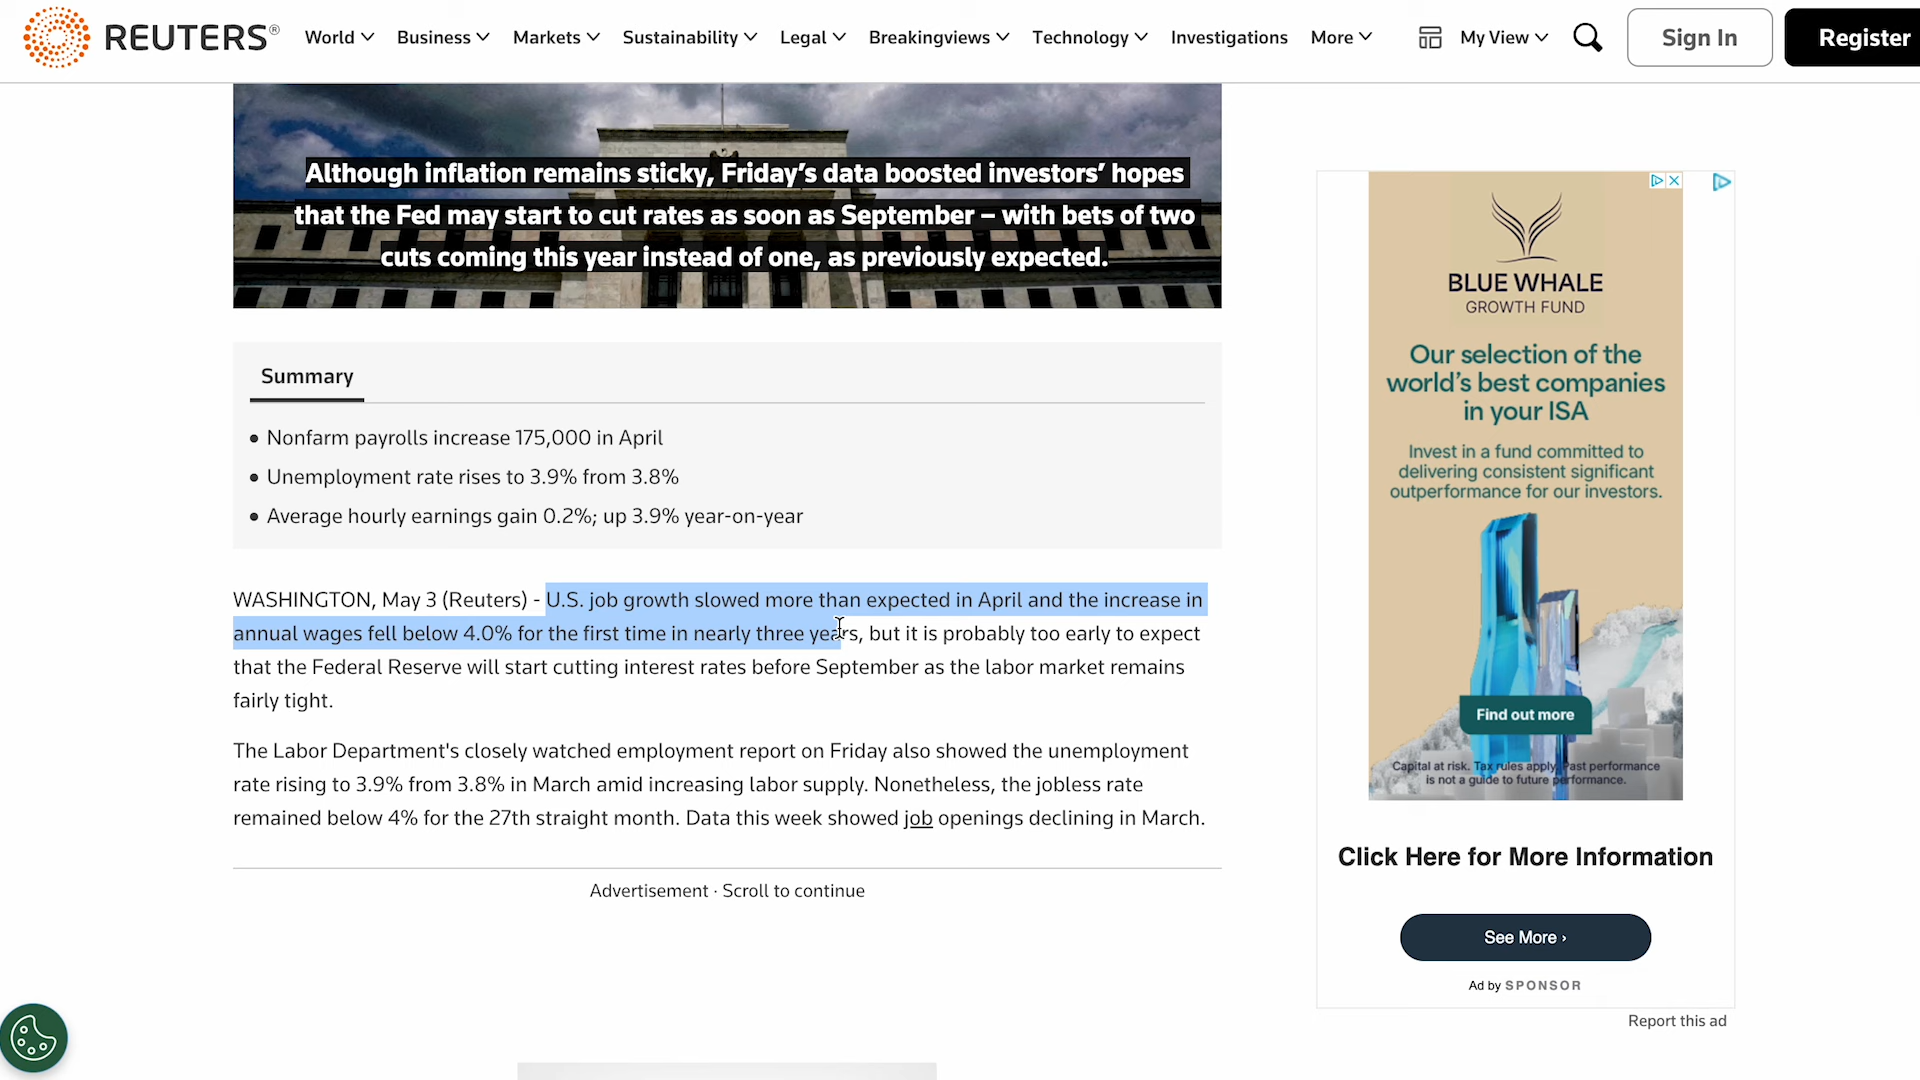 REUTERS®
World
Business
Markets
Sustainability
Legal
Breakingviews
Technology
Investigations
More
My View
Sign In
Register
Although inflation remains sticky, Friday's data boosted investors' hopes
that the Fed may start to cut rates as soon as September – with bets of two
cuts coming this year instead of one, as previously expected.
Summary
• Nonfarm payrolls increase 175,000 in April
• Unemployment rate rises to 3.9% from 3.8%
• Average hourly earnings gain 0.2%; up 3.9% year-on-year
WASHINGTON, May 3 (Reuters) - U.S. job growth slowed more than expected in April and the increase in
annual wages fell below 4.0% for the first time in nearly three years, but it is probably too early to expect
that the Federal Reserve will start cutting interest rates before September as the labor market remains
fairly tight.
The Labor Department's closely watched employment report on Friday also showed the unemployment
rate rising to 3.9% from 3.8% in March amid increasing labor supply. Nonetheless, the jobless rate
remained below 4% for the 27th straight month. Data this week showed job openings declining in March.
Advertisement · Scroll to continue
BLUE WHALE
GROWTH FUND
Our selection of the
world's best companies
in your ISA
Invest in a fund committed to
delivering consistent significant
outperformance for our investors.
Find out more
Capital at risk. Tax rules apply. Past performance
is not a guide to future performance.
Click Here for More Information
See More ›
Ad by SPONSOR
Report this ad